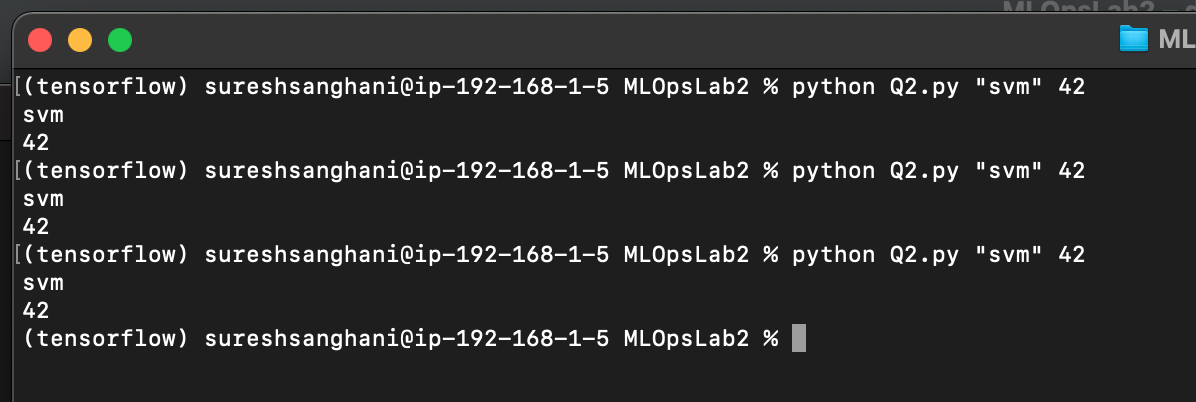 MLOpsLab2 –
ML
[(tensorflow) sureshsanghani@ip-192-168-1-5 MLOpsLab2 % python Q2.py "svm" 42
svm
42
[(tensorflow) sureshsanghani@ip-192-168-1-5 MLOpsLab2 % python Q2.py "svm" 42
svm
42
[(tensorflow) sureshsanghani@ip-192-168-1-5 MLOpsLab2 % python Q2.py "svm" 42
svm
42
(tensorflow) sureshsanghani@ip-192-168-1-5 MLOpsLab2 %